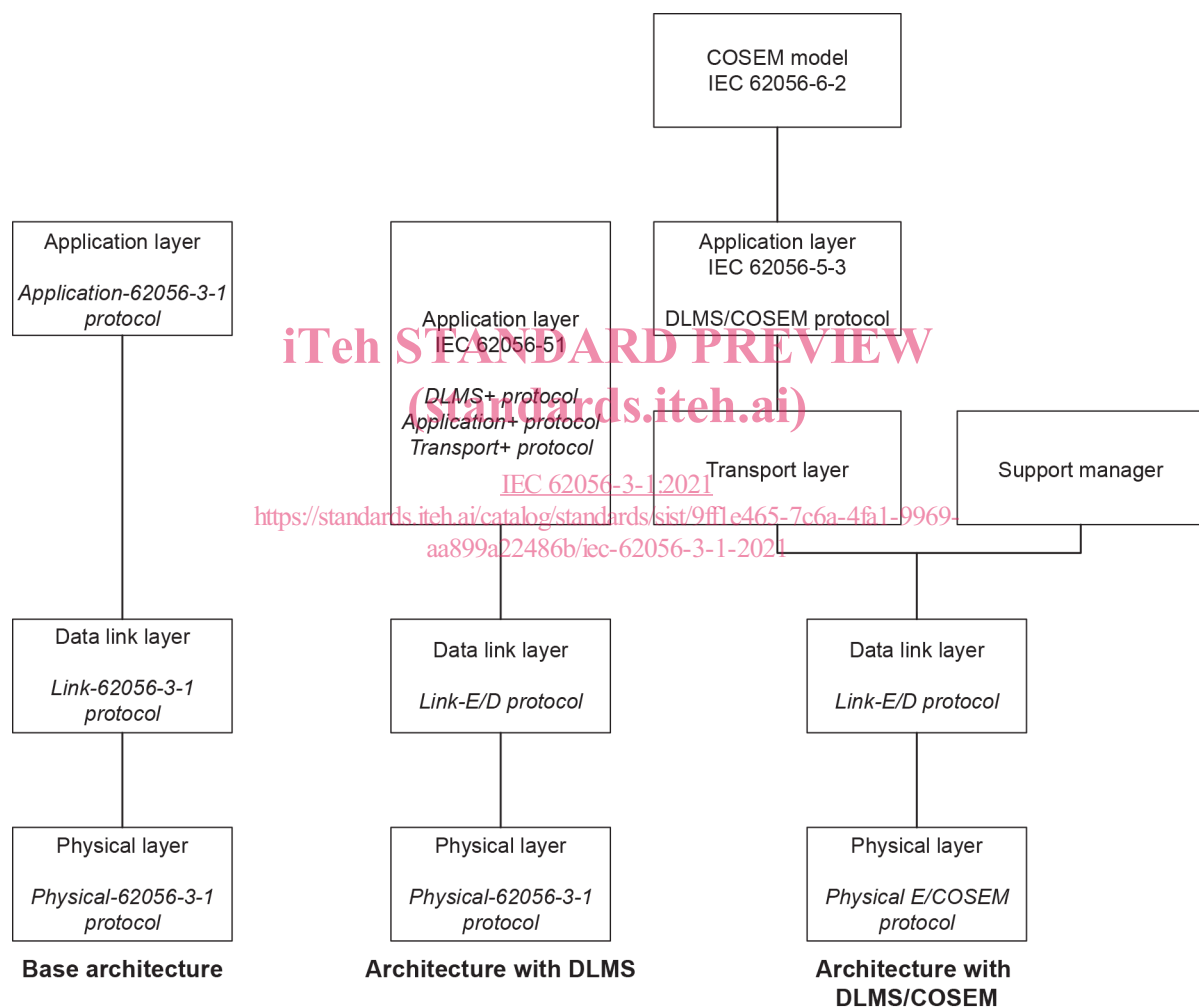 COSEM model
IEC 62056-6-2
Application layer
Application-62056-3-1
protocol
Application layer
IEC 62056-51
DLMS+ protocol
Application+ protocol
Transport+ protocol
Application layer
IEC 62056-5-3
DLMS/COSEM protocol
iTeh STANDARD PREVIEW
(standards.iteh.ai)
Transport layer
Support manager
IEC 62056-3-1:2021
https://standards.iteh.ai/catalog/standards/sist/9ff1e465-7c6a-4fa1-9969-
aa899a22486b/iec-62056-3-1-2021
Data link layer
Link-62056-3-1
protocol
Data link layer
Link-E/D protocol
Data link layer
Link-E/D protocol
Physical layer
Physical-62056-3-1
protocol
Physical layer
Physical-62056-3-1
protocol
Physical layer
Physical E/COSEM
protocol
Base architecture
Architecture with DLMS
Architecture with
DLMS/COSEM